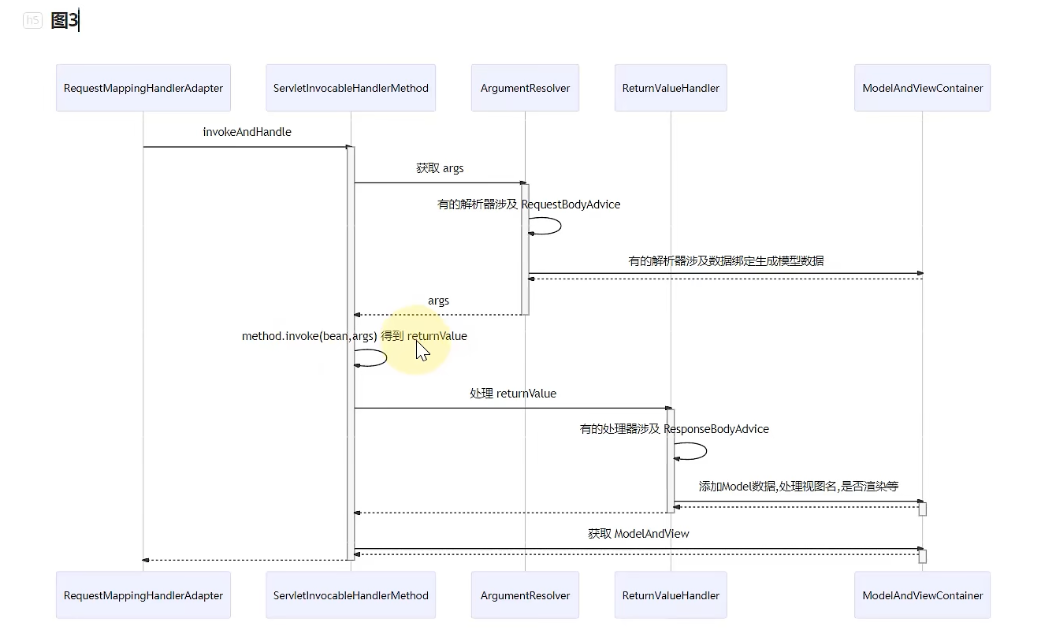 h5 图3
RequestMappingHandlerAdapter
ServletInvocableHandlerMethod
ArgumentResolver
ReturnValueHandler
ModelAndViewContainer
invokeAndHandle
获取 args
有的解析器涉及 RequestBodyAdvice
有的解析器涉及数据绑定生成模型数据
args
method.invoke(bean,args) 得到 returnValue
处理 returnValue
有的处理器涉及 ResponseBodyAdvice
添加Model数据,处理视图名,是否渲染等
获取 ModelAndView
RequestMappingHandlerAdapter
ServletInvocableHandlerMethod
ArgumentResolver
ReturnValueHandler
ModelAndViewContainer